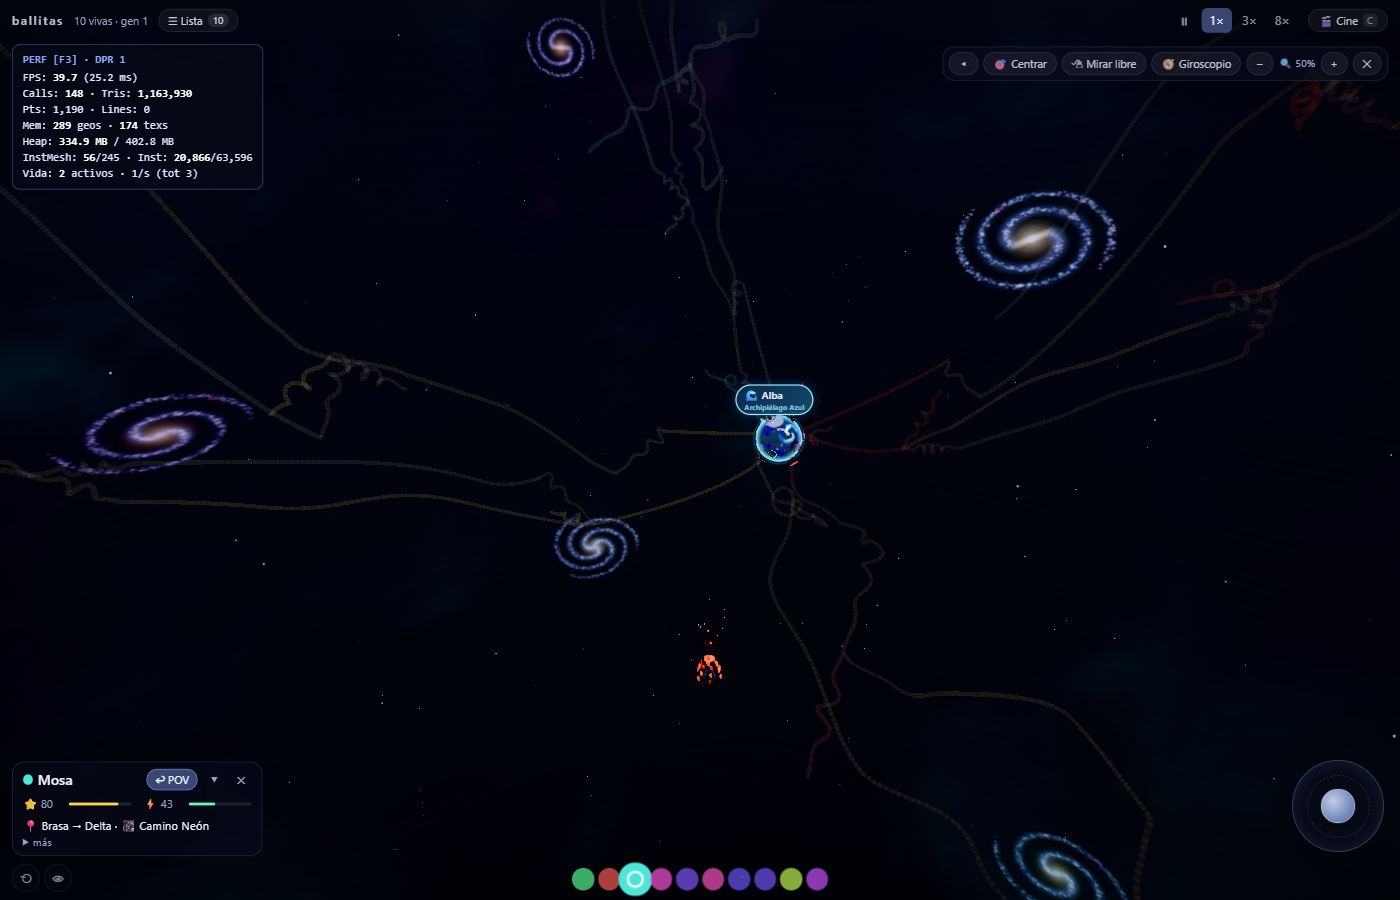 ballitas 10 vivas · gen 1 ☰ Lista 10
1× 3× 8× Cine C
PERF [F3] · DPR 1
FPS: 39.7 (25.2 ms)
Calls: 148 · Tris: 1,163,930
Pts: 1,190 · Lines: 0
Mem: 289 geos · 174 texs
Heap: 334.9 MB / 402.8 MB
InstMesh: 56/245 · Inst: 20,866/63,596
Vida: 2 activos · 1/s (tot 3)
Centrar Mirar libre Giroscopio − 50% + ✕
Alba
Archipiélago Azul
Mosa ↩ POV ▼ ✕
80 43
Brasa → Delta · Camino Neón
▶ más